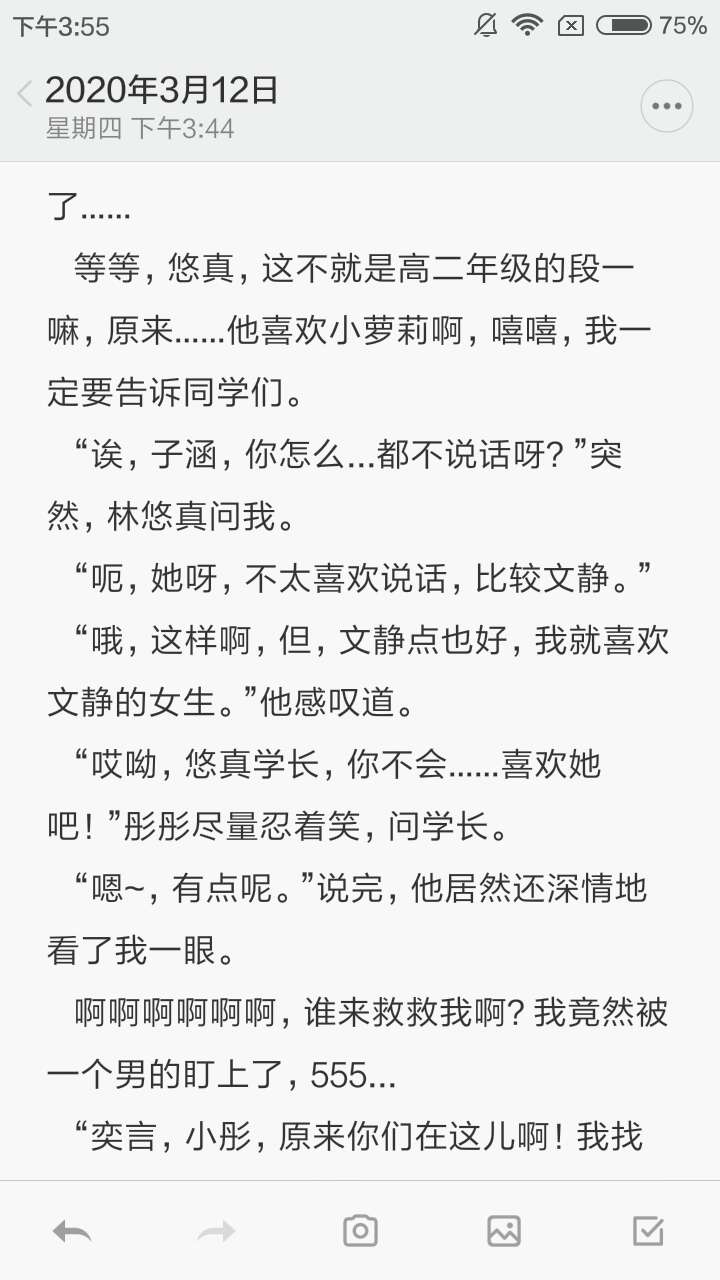 下午3:55
75%
2020年3月12日
星期四 下午3:44
了......
等等，悠真，这不就是高二年级的段一
嘛，原来......他喜欢小萝莉啊，嘻嘻，我一
定要告诉同学们。
“诶，子涵，你怎么...都不说话呀？”突
然，林悠真问我。
“呃，她呀，不太喜欢说话，比较文静。”
“哦，这样啊，但，文静点也好，我就喜欢
文静的女生。”他感叹道。
“哎呦，悠真学长，你不会......喜欢她
吧！”彤彤尽量忍着笑，问学长。
“嗯~，有点呢。”说完，他居然还深情地
看了我一眼。
啊啊啊啊啊啊，谁来救救我啊？我竟然被
一个男的盯上了，555...
“奕言，小彤，原来你们在这儿啊！我找